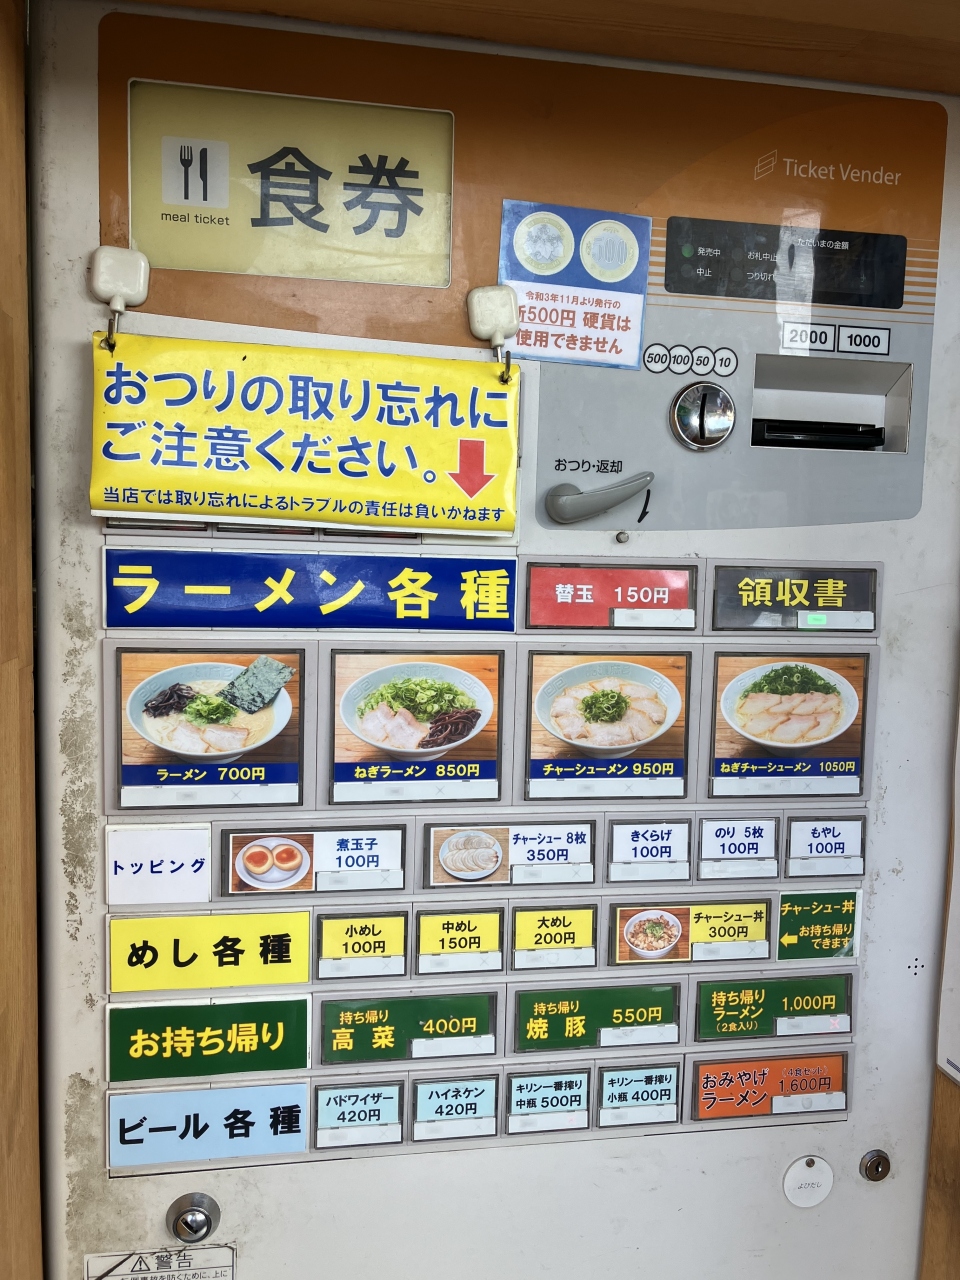 食券
meal ticket
Ticket Vender
令和3年11月より発行の
新500円 硬貨は
使用できません
ただいまの金額
発売中
お札中止
中止
つり切れ
2000 1000
500 100 50 10
おつり・返却
おつりの取り忘れに
ご注意ください。
当店では取り忘れによるトラブルの責任は負いかねます
ラーメン各種
替玉 150円
領収書
ラーメン 700円
ねぎラーメン 850円
チャーシューメン 950円
ねぎチャーシューメン 1050円
トッピング
煮玉子
100円
チャーシュー 8枚
350円
きくらげ
100円
のり 5枚
100円
もやし
100円
めし各種
小めし
100円
中めし
150円
大めし
200円
チャーシュー丼
300円
チャーシュー丼
お持ち帰り
できます
お持ち帰り
持ち帰り
高菜 400円
持ち帰り
焼豚 550円
持ち帰り
ラーメン
(2食入り)
1,000円
ビール各種
バドワイザー
420円
ハイネケン
420円
キリン一番搾り
中瓶 500円
キリン一番搾り
小瓶 400円
おみやげ
ラーメン
(4食セット)
1,600円
よびだし
警告